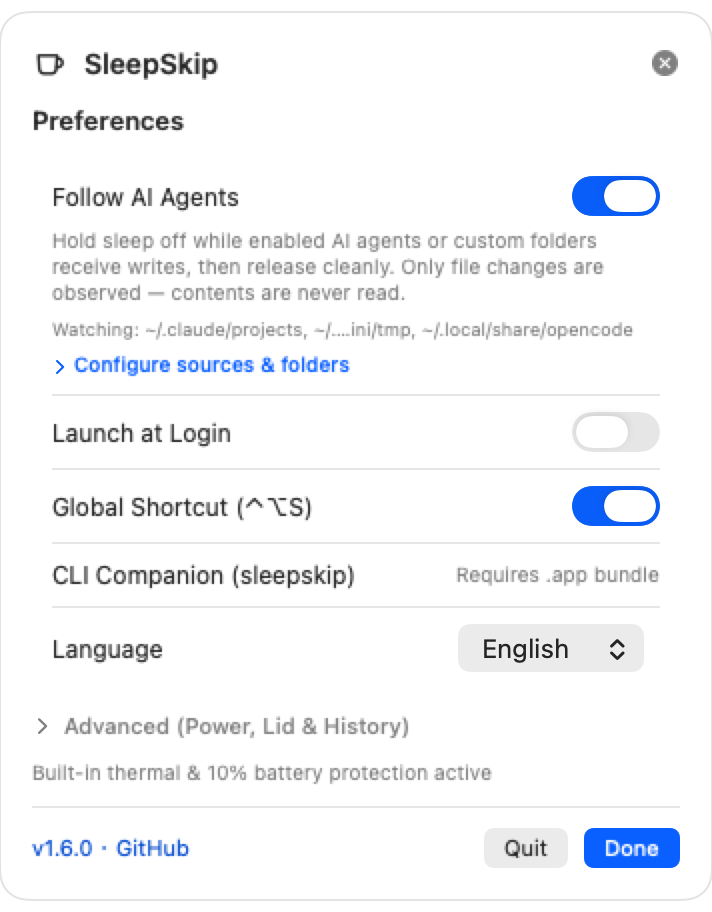 SleepSkip
Preferences
Follow AI Agents
Hold sleep off while enabled AI agents or custom folders
receive writes, then release cleanly. Only file changes are
observed — contents are never read.
Watching: ~/.claude/projects, ~/....ini/tmp, ~/.local/share/opencode
Configure sources & folders
Launch at Login
Global Shortcut (^⌥S)
CLI Companion (sleepskip) Requires .app bundle
Language English
Advanced (Power, Lid & History)
Built-in thermal & 10% battery protection active
v1.6.0 · GitHub Quit Done